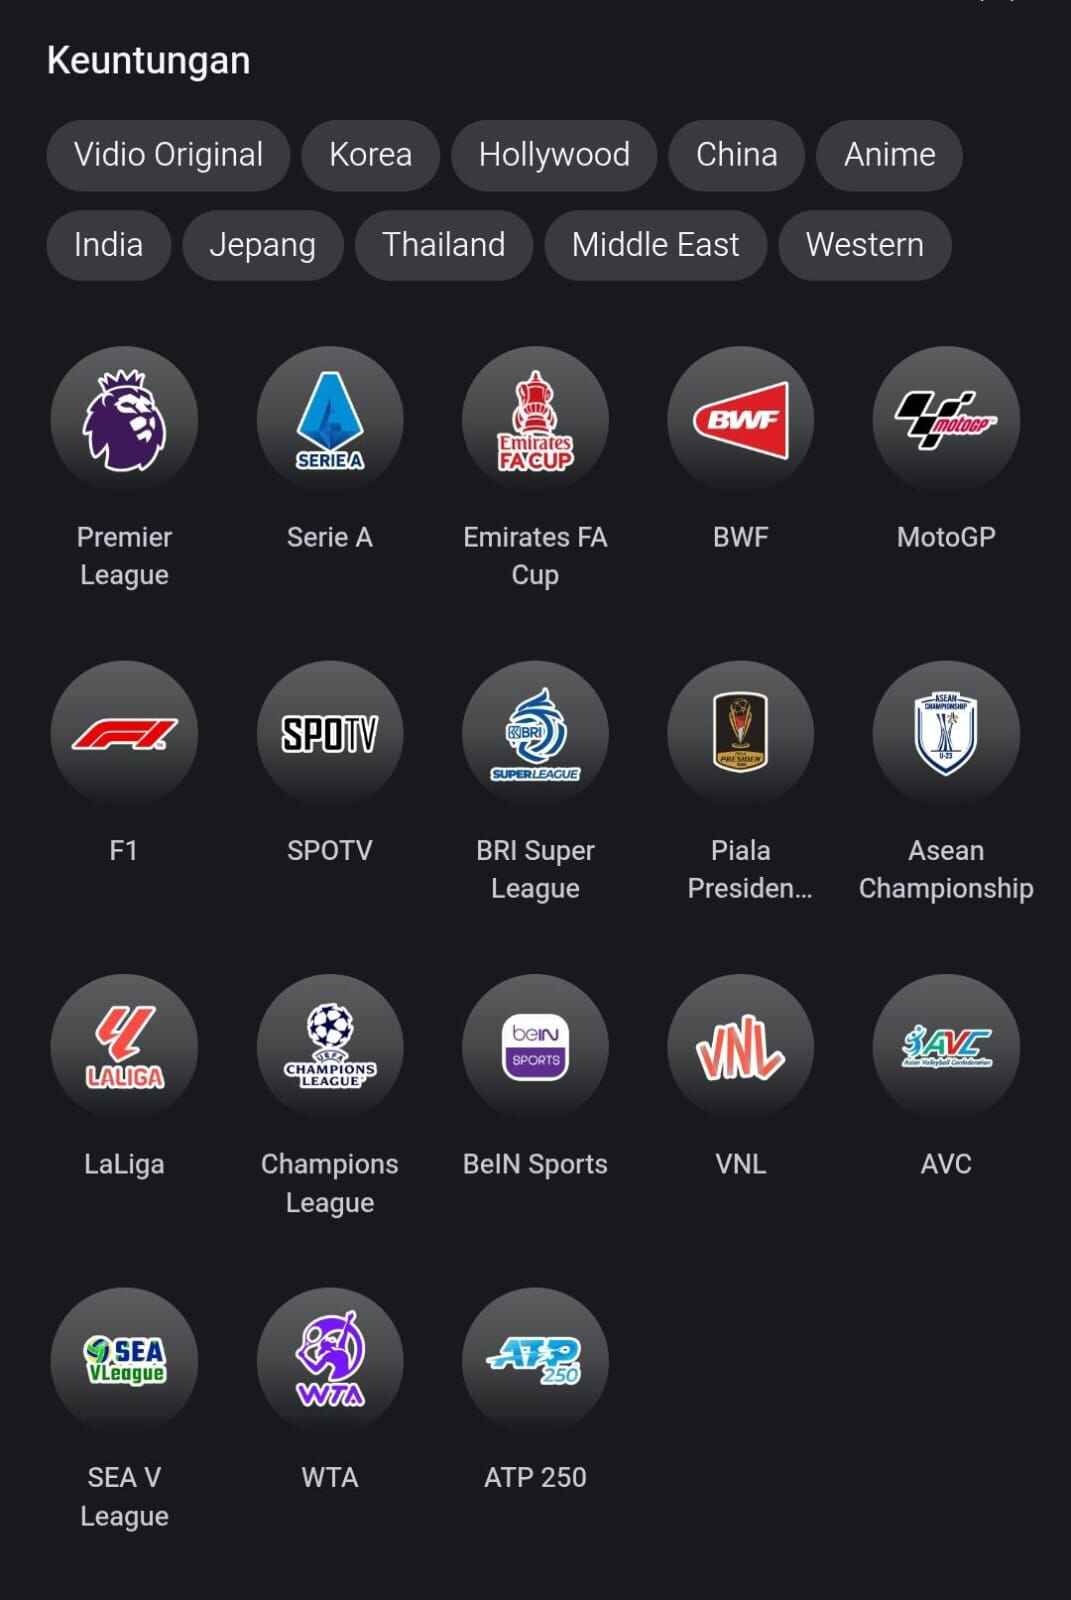 Keuntungan
Vidio Original Korea Hollywood China Anime
India Jepang Thailand Middle East Western
SERIE A
Emirates
FA CUP
BWF
MotoGP
Premier
League
Serie A
Emirates FA
Cup
BWF
MotoGP
F1
SPOTV
BRI
SUPER LEAGUE
PRESIDEN
ASEAN
CHAMPIONSHIP
U-23
F1
SPOTV
BRI Super
League
Piala
Presiden...
Asean
Championship
LALIGA
UEFA
CHAMPIONS
LEAGUE
beIN
SPORTS
VNL
AVC
Asian Volleyball Confederation
LaLiga
Champions
League
BeIN Sports
VNL
AVC
SEA
VLeague
WTA
ATP
250
SEA V
League
WTA
ATP 250